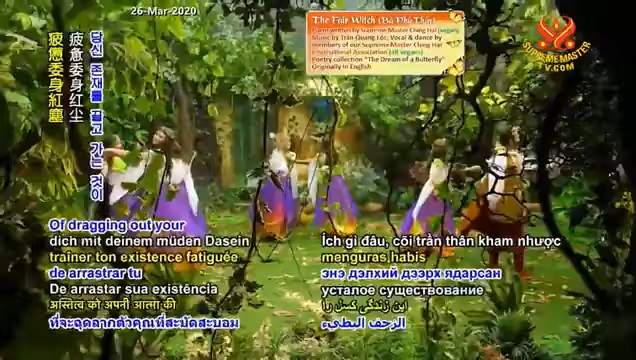 26-Mar-2020
The Fair Witch (Bà Phù Thủy)
Poem written by Supreme Master Ching Hai (vegan)
Music by Trần Quang Lộc; Vocal & dance by
members of our Supreme Master Ching Hai
International Association (all vegans)
Poetry collection "The Dream of a Butterfly"
Originally in English
SUPREME MASTER
TV.COM
疲憊委身紅塵
疲惫委身红尘
당신 존재를 끌고 가는 것이
Of dragging out your
dich mit deinem müden Dasein
traîner ton existence fatiguée
de arrastrar tu
De arrastar sua existência
अस्तित्व को अपनी आत्मा की
ที่จะฉุดลากตัวคุณที่สะบัดสะบอม
Ích gì đâu, cõi trần thân kham nhược
menguras habis
энэ дэлхий дээрх ядарсан
усталое существование
این زندگی کسل را
الزحف البطيء